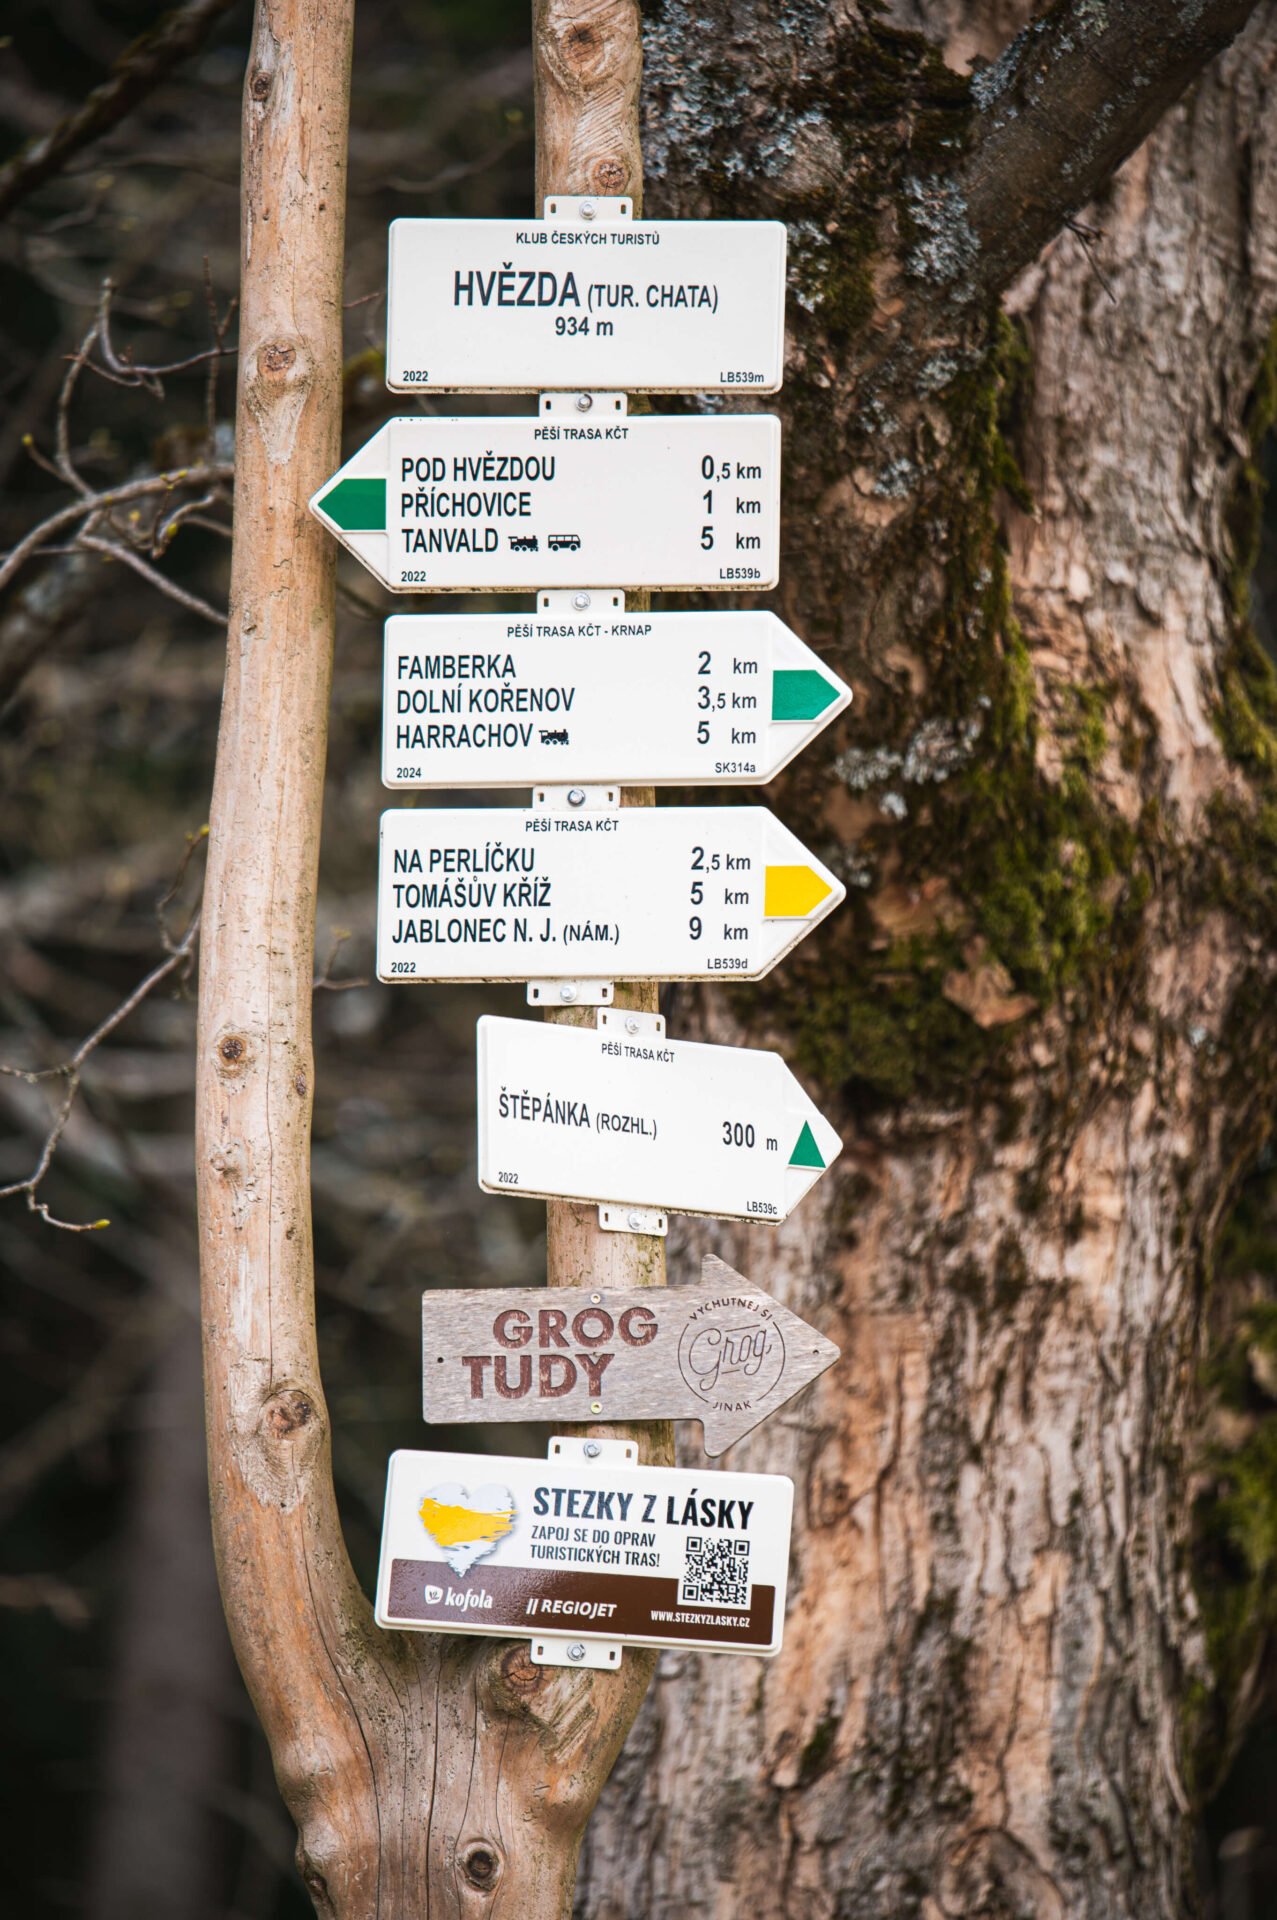 KLUB ČESKÝCH TURISTŮ
HVĚZDA (TUR. CHATA)
934 m
2022 LB539m
PĚŠÍ TRASA KČT
POD HVĚZDOU 0,5 km
PŘÍCHOVICE 1 km
TANVALD 5 km
2022 LB539b
PĚŠÍ TRASA KČT - KRNAP
FAMBERKA 2 km
DOLNÍ KOŘENOV 3,5 km
HARRACHOV 5 km
2024 SK314a
PĚŠÍ TRASA KČT
NA PERLÍČKU 2,5 km
TOMÁŠŮV KŘÍŽ 5 km
JABLONEC N. J. (NÁM.) 9 km
2022 LB539d
PĚŠÍ TRASA KČT
ŠTĚPÁNKA (ROZHL.) 300 m
2022 LB539c
GROG
TUDY
VYCHUTNEJ SI
Grog
JINAK
STEZKY Z LÁSKY
ZAPOJ SE DO OPRAV
TURISTICKÝCH TRAS!
kofola REGIOJET WWW.STEZKYZLASKY.CZ